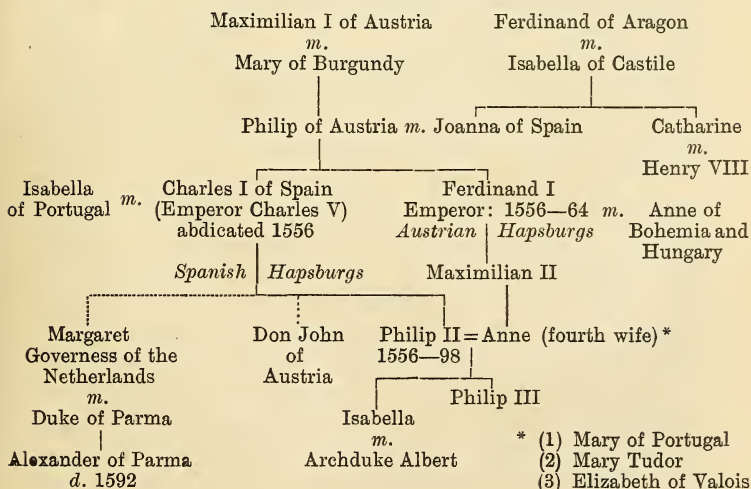 Maximilian I of Austria Ferdinand of Aragon
m. m.
Mary of Burgundy Isabella of Castile
Philip of Austria m. Joanna of Spain Catharine
m.
Henry VIII
Isabella of Portugal m. Charles I of Spain
(Emperor Charles V)
abdicated 1556
Ferdinand I
Emperor: 1556—64 m. Anne of
Bohemia and
Hungary
Austrian Hapsburgs
Spanish Hapsburgs Maximilian II
Margaret
Governess of the
Netherlands
m.
Duke of Parma
Alexander of Parma
d. 1592
Don John
of
Austria
Philip II = Anne (fourth wife) *
1556—98
Philip III
Isabella
m.
Archduke Albert
* (1) Mary of Portugal
(2) Mary Tudor
(3) Elizabeth of Valois